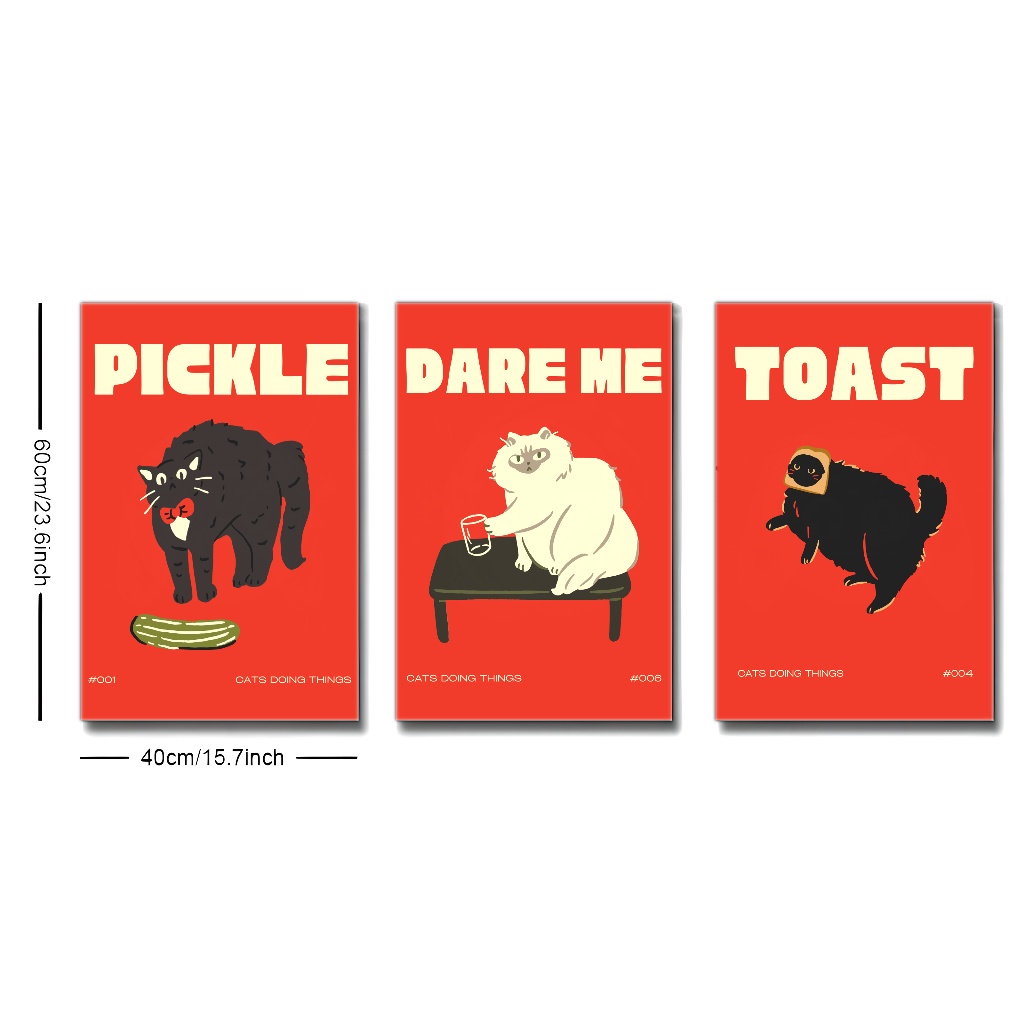 PICKLE
#001 CATS DOING THINGS
DARE ME
CATS DOING THINGS #006
TOAST
CATS DOING THINGS #004
60cm/23.6inch
40cm/15.7inch